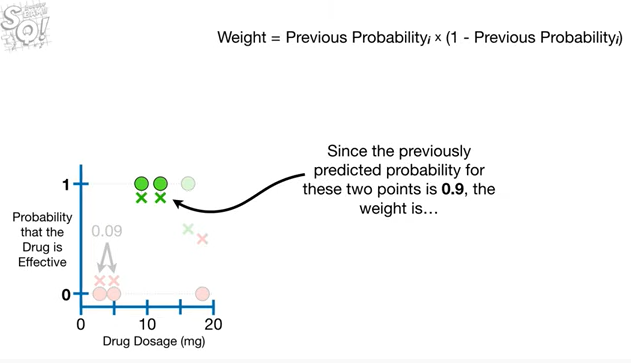 SQ!
Weight = Previous Probabilityᵢ × (1 - Previous Probabilityᵢ)
Since the previously
predicted probability for
these two points is 0.9, the
weight is…
1
Probability
that the
Drug is
Effective
0.09
0
0
10
20
Drug Dosage (mg)